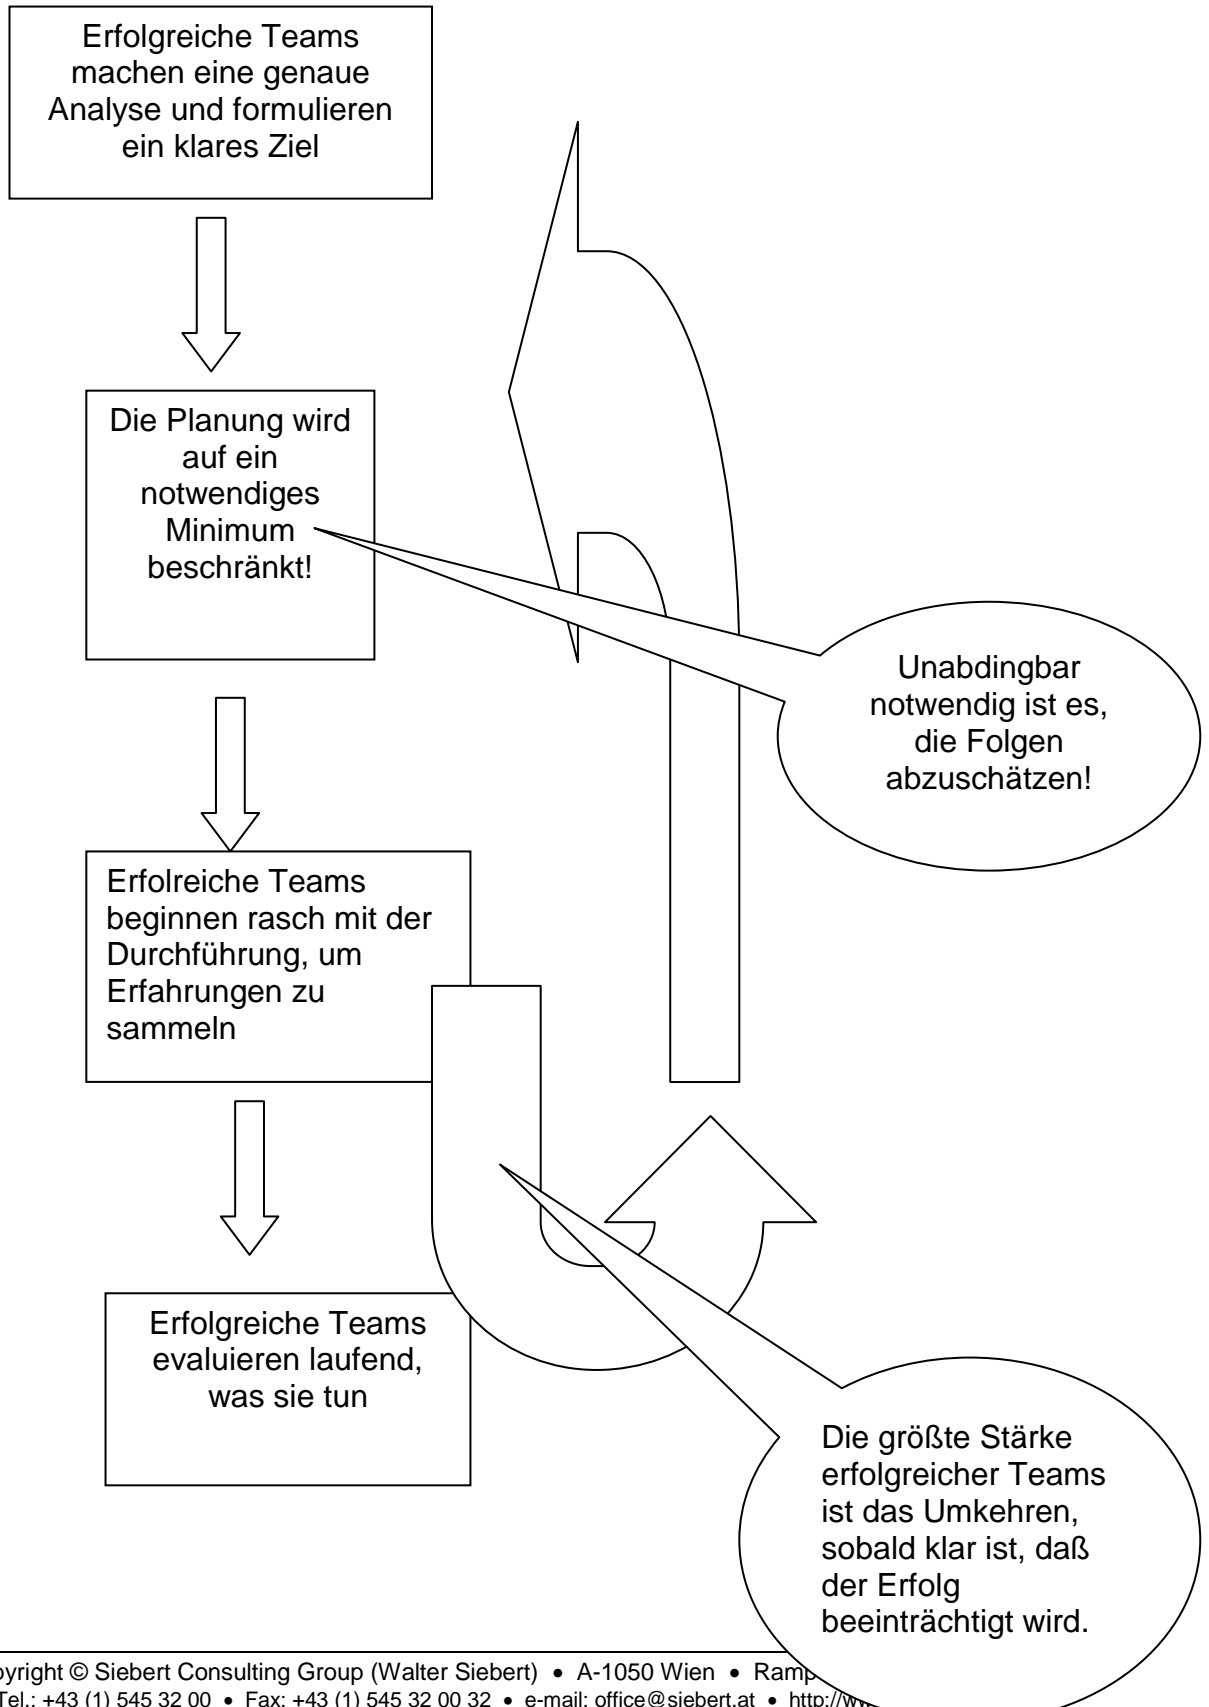 Erfolgreiche Teams
machen eine genaue
Analyse und formulieren
ein klares Ziel
Die Planung wird
auf ein
notwendiges
Minimum
beschränkt!
Unabdingbar
notwendig ist es,
die Folgen
abzuschätzen!
Erfolreiche Teams
beginnen rasch mit der
Durchführung, um
Erfahrungen zu
sammeln
Erfolgreiche Teams
evaluieren laufend,
was sie tun
Die größte Stärke
erfolgreicher Teams
ist das Umkehren,
sobald klar ist, daß
der Erfolg
beeinträchtigt wird.
© Siebert Consulting Group (Walter Siebert) • A-1050 Wien •
Tel.: +43 (1) 545 32 00 • Fax: +43 (1) 545 32 00 32 • e-mail: office@siebert.at •